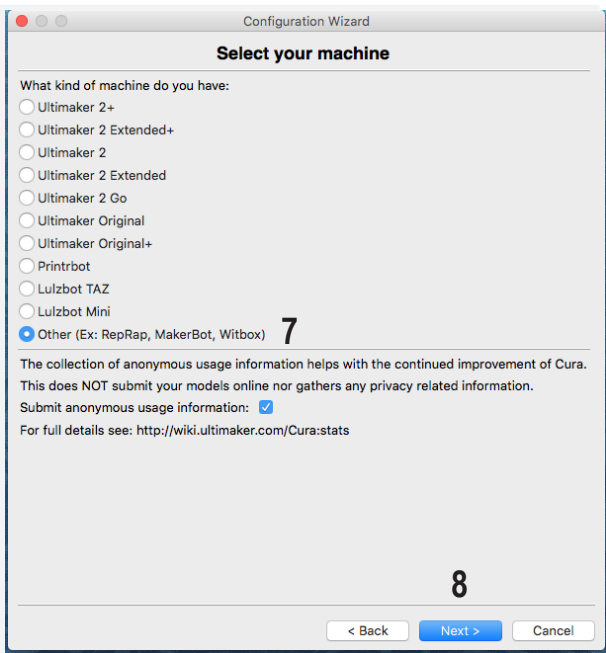 Configuration Wizard
Select your machine
What kind of machine do you have:
Ultimaker 2+
Ultimaker 2 Extended+
Ultimaker 2
Ultimaker 2 Extended
Ultimaker 2 Go
Ultimaker Original
Ultimaker Original+
Printrbot
Lulzbot TAZ
Lulzbot Mini
Other (Ex: RepRap, MakerBot, Witbox) 7
The collection of anonymous usage information helps with the continued improvement of Cura.
This does NOT submit your models online nor gathers any privacy related information.
Submit anonymous usage information:
For full details see: http://wiki.ultimaker.com/Cura:stats
8
< Back Next > Cancel